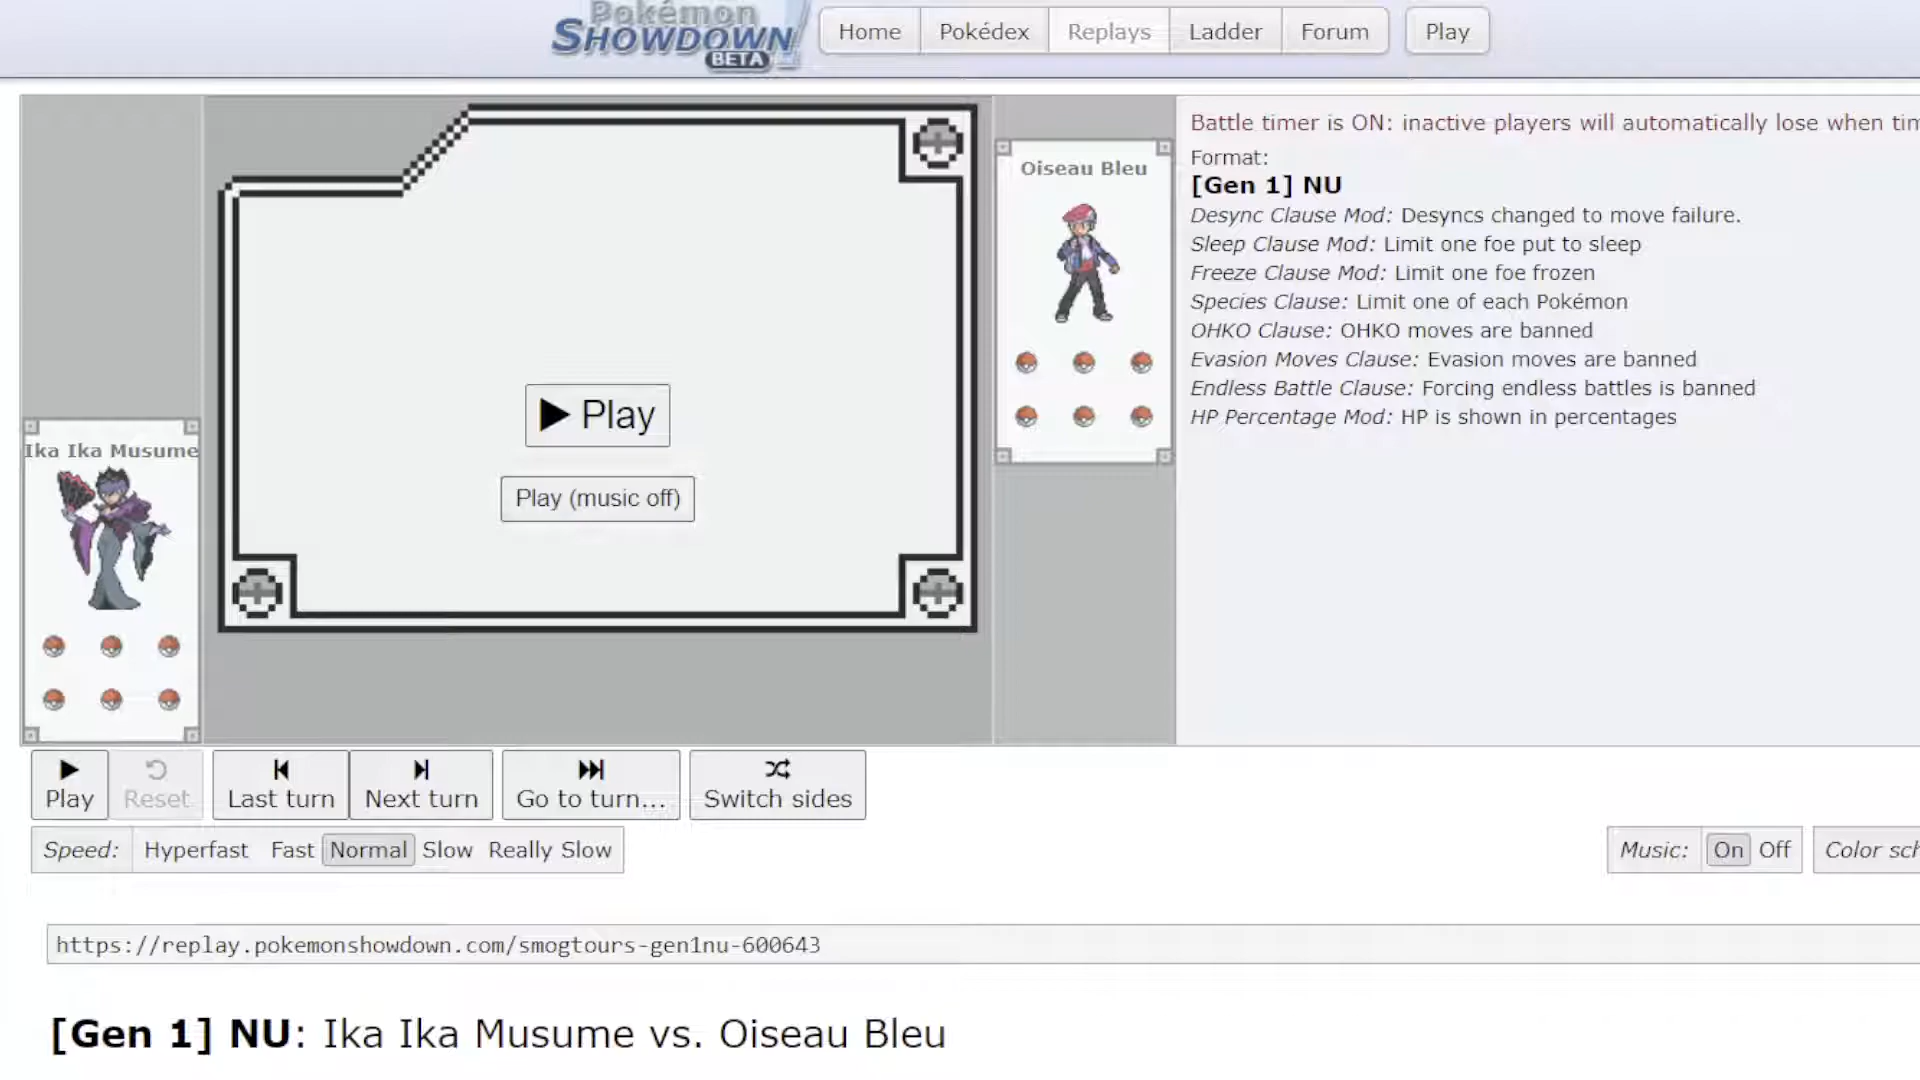 Pokémon
SHOWDOWN
BETA
Home
Pokédex
Replays
Ladder
Forum
Play
Battle timer is ON: inactive players will automatically lose when
Format:
[Gen 1] NU
Desync Clause Mod: Desyncs changed to move failure.
Sleep Clause Mod: Limit one foe put to sleep
Freeze Clause Mod: Limit one foe frozen
Species Clause: Limit one of each Pokémon
OHKO Clause: OHKO moves are banned
Evasion Moves Clause: Evasion moves are banned
Endless Battle Clause: Forcing endless battles is banned
HP Percentage Mod: HP is shown in percentages
Oiseau Bleu
Ika Ika Musume
Play
Play (music off)
Play
Reset
Last turn
Next turn
Go to turn...
Switch sides
Speed:
Hyperfast
Fast
Normal
Slow
Really Slow
Music:
On
Off
Color
https://replay.pokemonshowdown.com/smogtours-gen1nu-600643
[Gen 1] NU: Ika Ika Musume vs. Oiseau Bleu